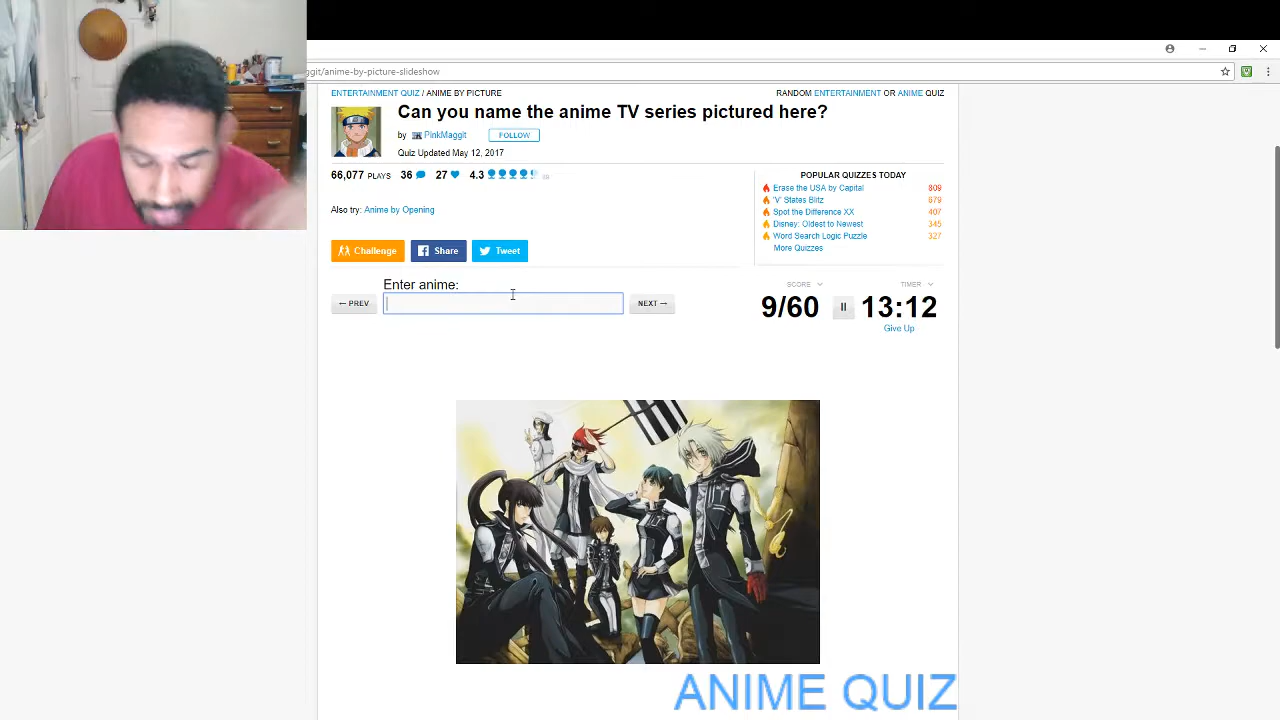 ggit/anime-by-picture-slideshow
ENTERTAINMENT QUIZ / ANIME BY PICTURE
RANDOM ENTERTAINMENT OR ANIME QUIZ
Can you name the anime TV series pictured here?
by PinkMaggit FOLLOW
Quiz Updated May 12, 2017
66,077 PLAYS 36 27 4.3
POPULAR QUIZZES TODAY
Erase the USA by Capital 809
'V' States Blitz 679
Spot the Difference XX 407
Disney: Oldest to Newest 345
Word Search Logic Puzzle 327
More Quizzes
Also try: Anime by Opening
Challenge Share Tweet
Enter anime:
← PREV NEXT →
SCORE TIMER
9/60 13:12
Give Up
ANIME QUIZ